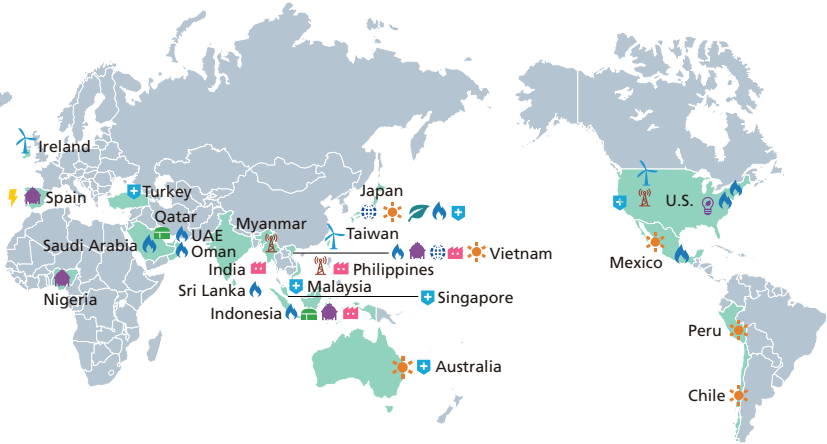 Ireland
Spain
Turkey
Qatar
UAE
Saudi Arabia
Oman
Nigeria
Japan
Myanmar
Taiwan
Vietnam
India
Philippines
Sri Lanka
Malaysia
Singapore
Indonesia
Australia
U.S.
Mexico
Peru
Chile